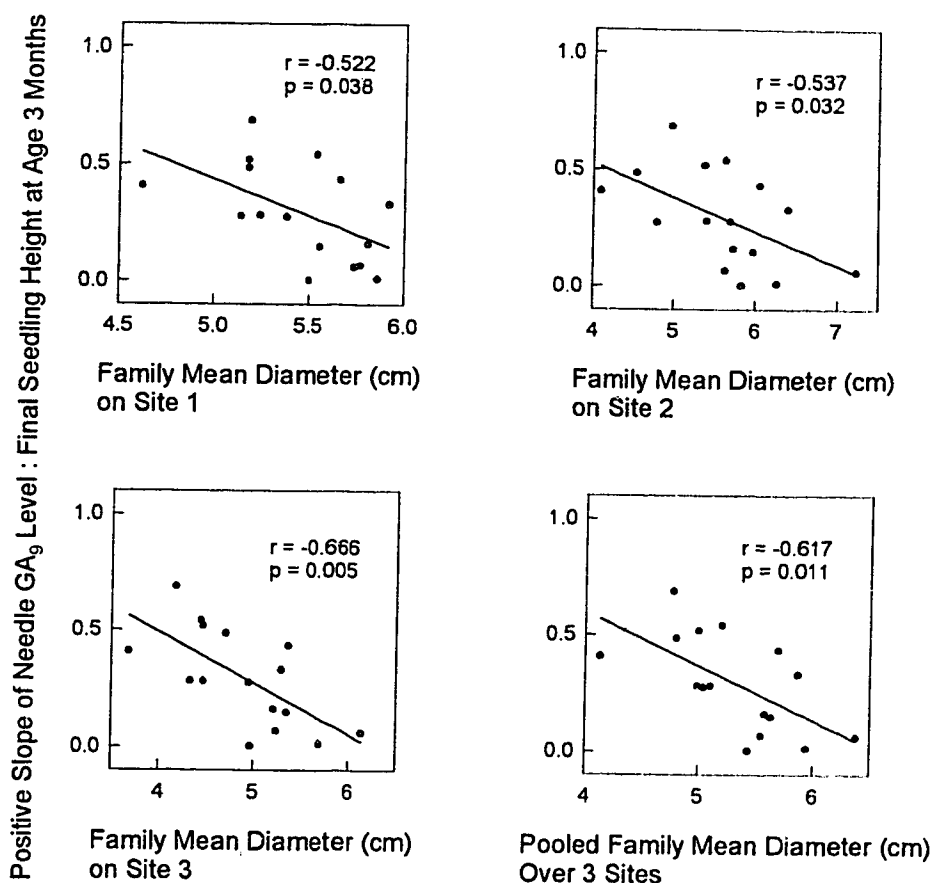 Positive Slope of Needle GA₉ Level : Final Seedling Height at Age 3 Months
1.0
0.5
0.0
r = -0.522
p = 0.038
4.5 5.0 5.5 6.0
Family Mean Diameter (cm)
on Site 1
1.0
0.5
0.0
r = -0.537
p = 0.032
4 5 6 7
Family Mean Diameter (cm)
on Site 2
1.0
0.5
0.0
r = -0.666
p = 0.005
4 5 6
Family Mean Diameter (cm)
on Site 3
1.0
0.5
0.0
r = -0.617
p = 0.011
4 5 6
Pooled Family Mean Diameter (cm)
Over 3 Sites